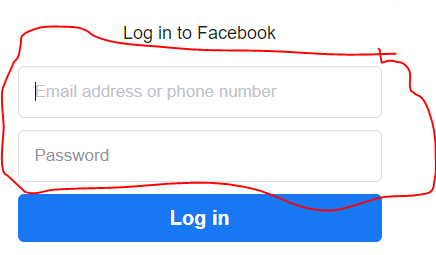 Log in to Facebook
Email address or phone number
Password
Log in